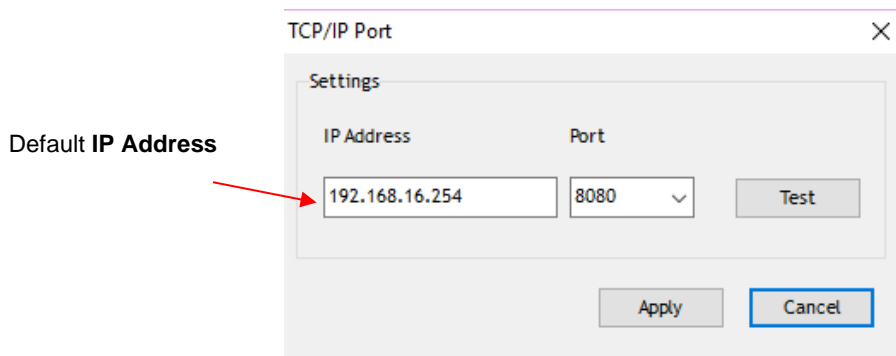 TCP/IP Port
Settings
IP Address Port
Default IP Address
192.168.16.254 8080 Test
Apply Cancel